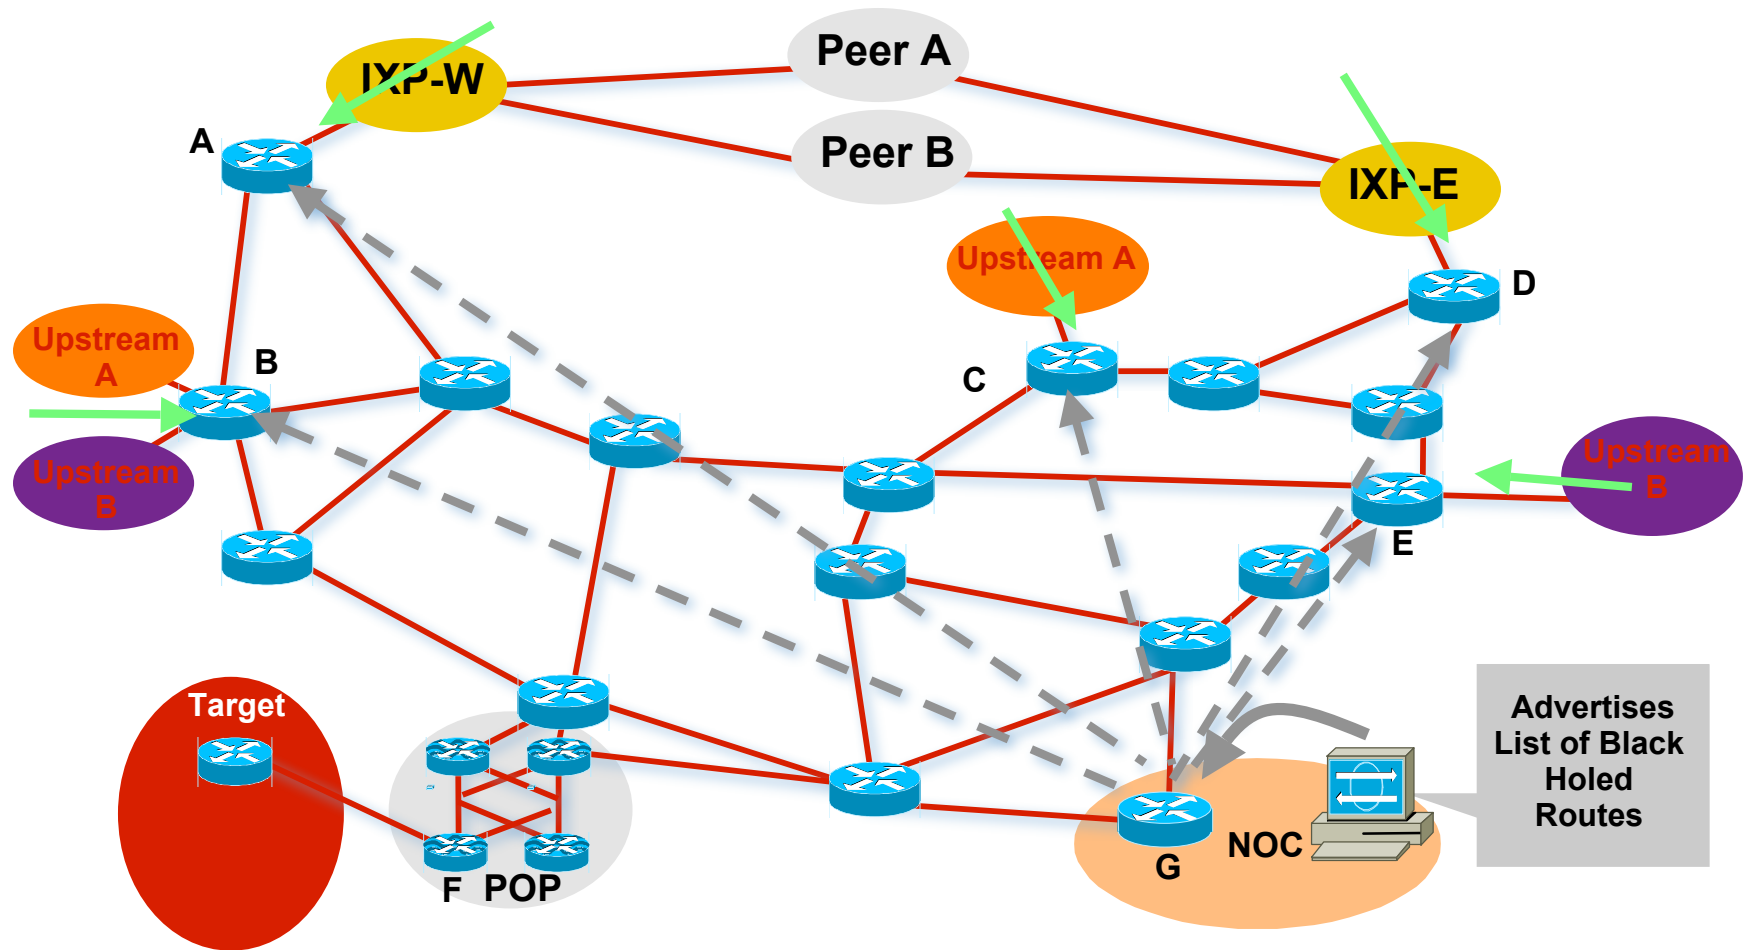 Peer A
IXP-W
A
Peer B
IXP-E
Upstream A
D
Upstream
A
B
C
Upstream
B
Upstream
B
E
Target
Advertises
List of Black
Holed
Routes
NOC
G
F
POP